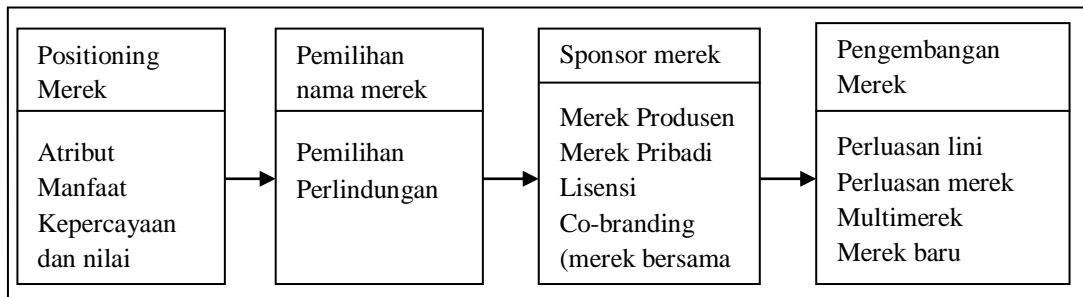 Positioning
Merek
Atribut
Manfaat
Kepercayaan
dan nilai
Pemilihan
nama merek
Pemilihan
Perlindungan
Sponsor merek
Merek Produsen
Merek Pribadi
Lisensi
Co-branding
(merek bersama
Pengembangan
Merek
Perluasan lini
Perluasan merek
Multimerek
Merek baru